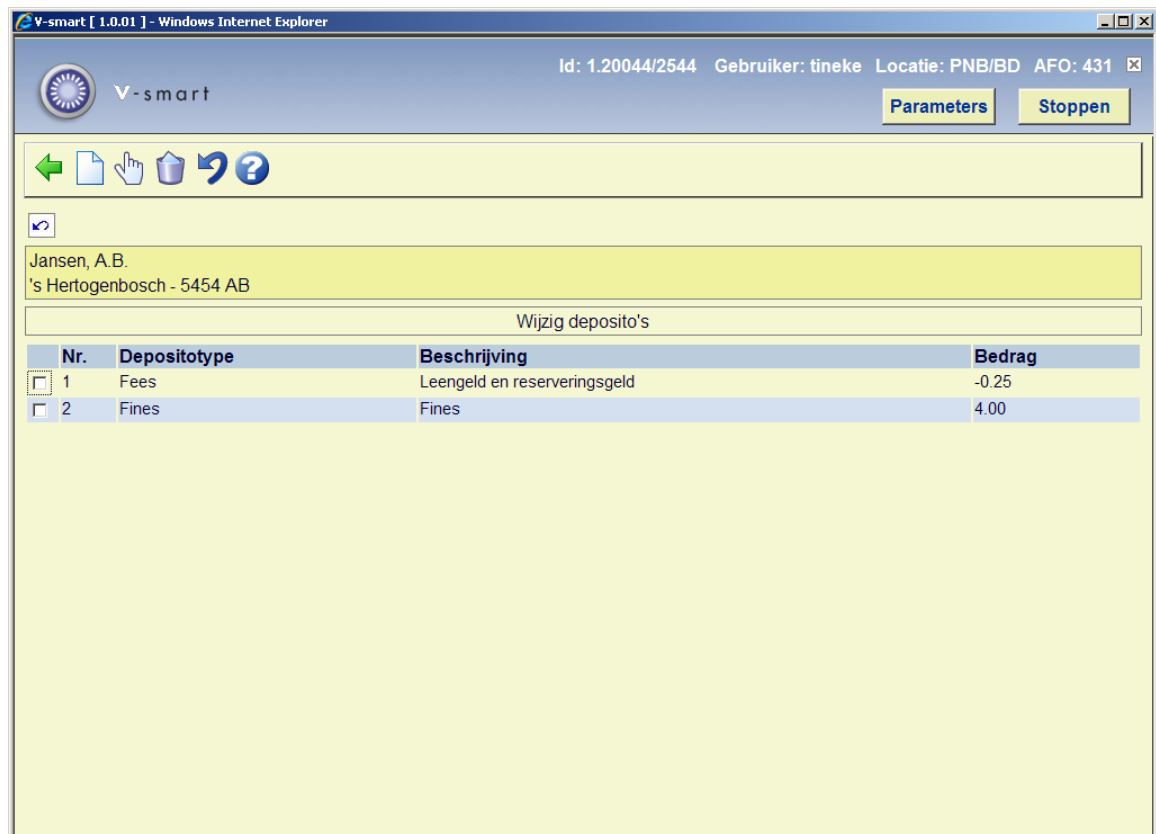 V-smart [ 1.0.01 ] - Windows Internet Explorer
Id: 1.20044/2544 Gebruiker: tineke Locatie: PNB/BD AFO: 431
V-smart
Parameters Stoppen
Jansen, A.B.
's Hertogenbosch - 5454 AB
Wijzig deposito's
Nr. Depositotype Beschrijving Bedrag
1 Fees Leengeld en reserveringsgeld -0.25
2 Fines Fines 4.00